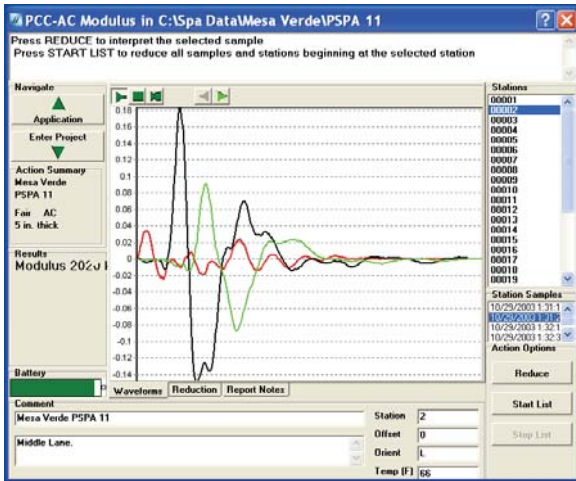 PCC-AC Modulus in C:\Spa Data\Mesa Verde\PSPA 11
Press REDUCE to interpret the selected sample
Press START LIST to reduce all samples and stations beginning at the selected station
Navigate
Application
Enter Project
Action Summary
Mesa Verde
PSPA 11
Fair AC
5 in. thick
Results
Modulus
Battery
0.18
0.16
0.14
0.12
0.1
0.08
0.06
0.04
0.02
0
-0.02
-0.04
-0.06
-0.08
-0.1
-0.12
-0.14
Waveforms
Reduction
Report Notes
Stations
00001
00002
00003
00004
00005
00006
00007
00008
00009
00010
00011
00012
00013
00014
00015
00016
00017
00018
00019
Station Samples
10/29/2003 1:31:1
10/29/2003 1:31:2
10/29/2003 1:32:1
10/29/2003 1:32:3
Action Options
Reduce
Start List
Stop List
Comment
Mesa Verde PSPA 11
Middle Lane.
Station 2
Offset 0
Orient L
Temp (F) 66